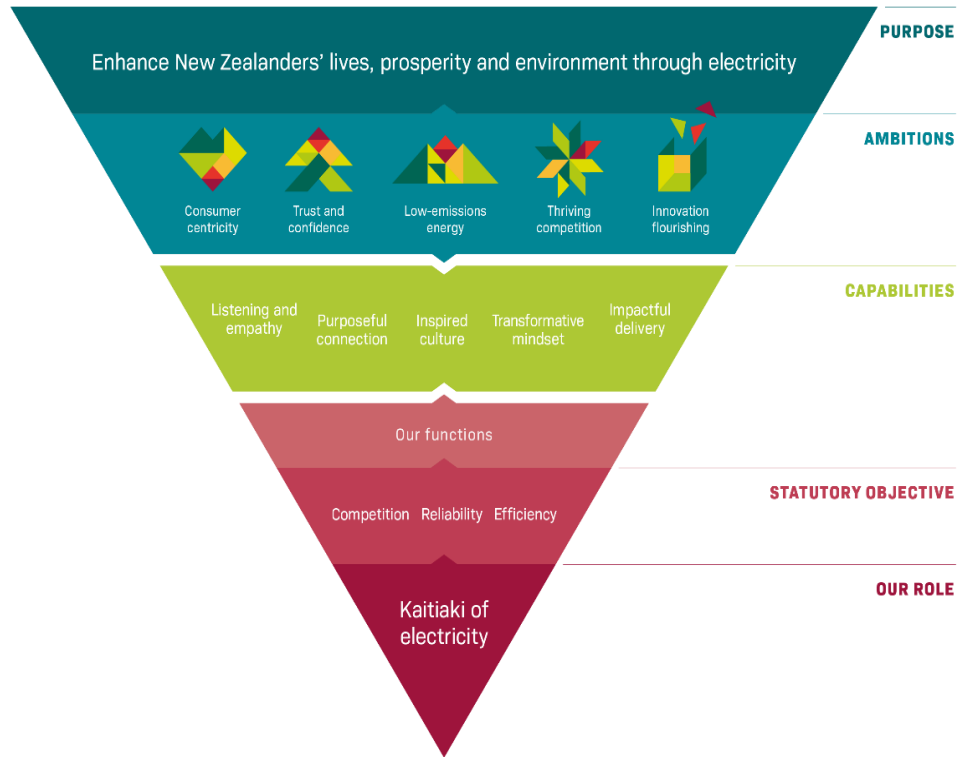 PURPOSE
Enhance New Zealanders' lives, prosperity and environment through electricity
AMBITIONS
Consumer
centricity
Trust and
confidence
Low-emissions
energy
Thriving
competition
Innovation
flourishing
CAPABILITIES
Listening and
empathy
Purposeful
connection
Inspired
culture
Transformative
mindset
Impactful
delivery
Our functions
STATUTORY OBJECTIVE
Competition Reliability Efficiency
OUR ROLE
Kaitiaki of
electricity